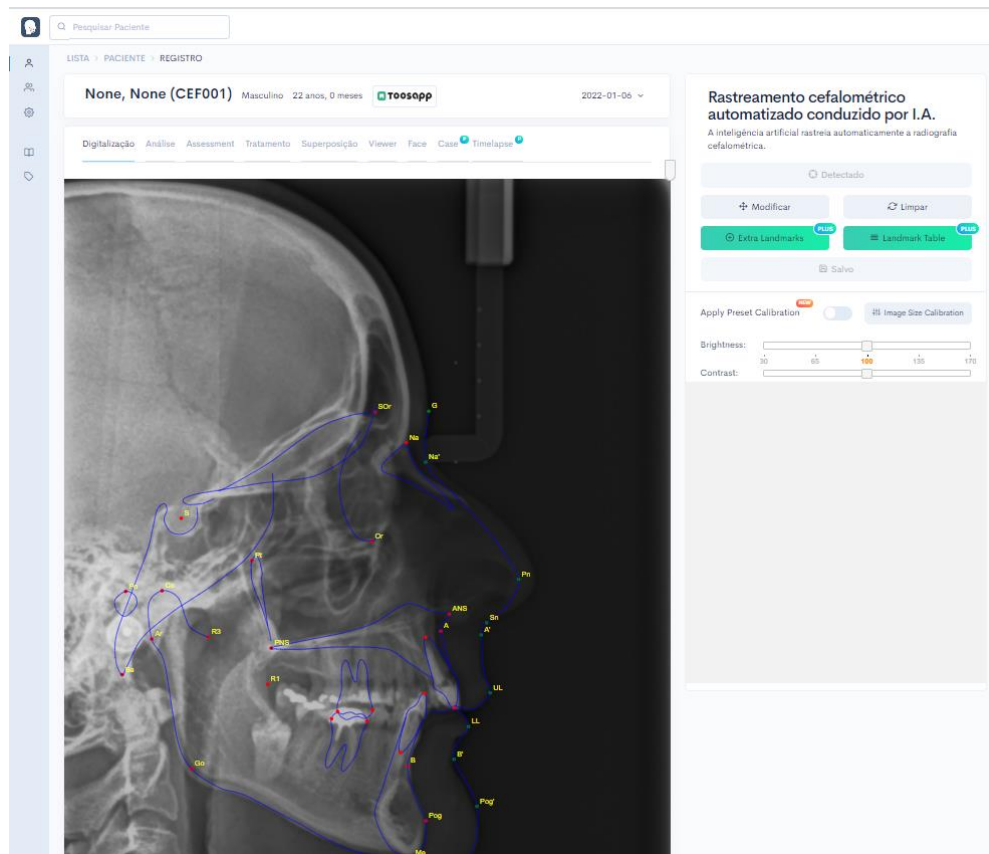 Pesquisar Paciente
LISTA > PACIENTE > REGISTRO
None, None (CEF001) Masculino 22 anos, 0 meses TOOSAPP 2022-01-06
Digitalização Análise Assessment Tratamento Superposição Viewer Face Case P Timelapse P
Rastreamento cefalométrico
automatizado conduzido por I.A.
A inteligência artificial rastreia automaticamente a radiografia
cefalométrica.
Detectado
Modificar Limpar
Extra Landmarks PLUS Landmark Table PLUS
Salvo
Apply Preset Calibration NEW Image Size Calibration
Brightness:
30 65 100 135 170
Contrast:
SOr
G
Na
Na'
S
Or
Pt
Pn
Po
Co
ANS
Sn
A
A'
Ar
R3
PNS
Ba
R1
UL
LL
B'
B
Go
Pog'
Pog
Me